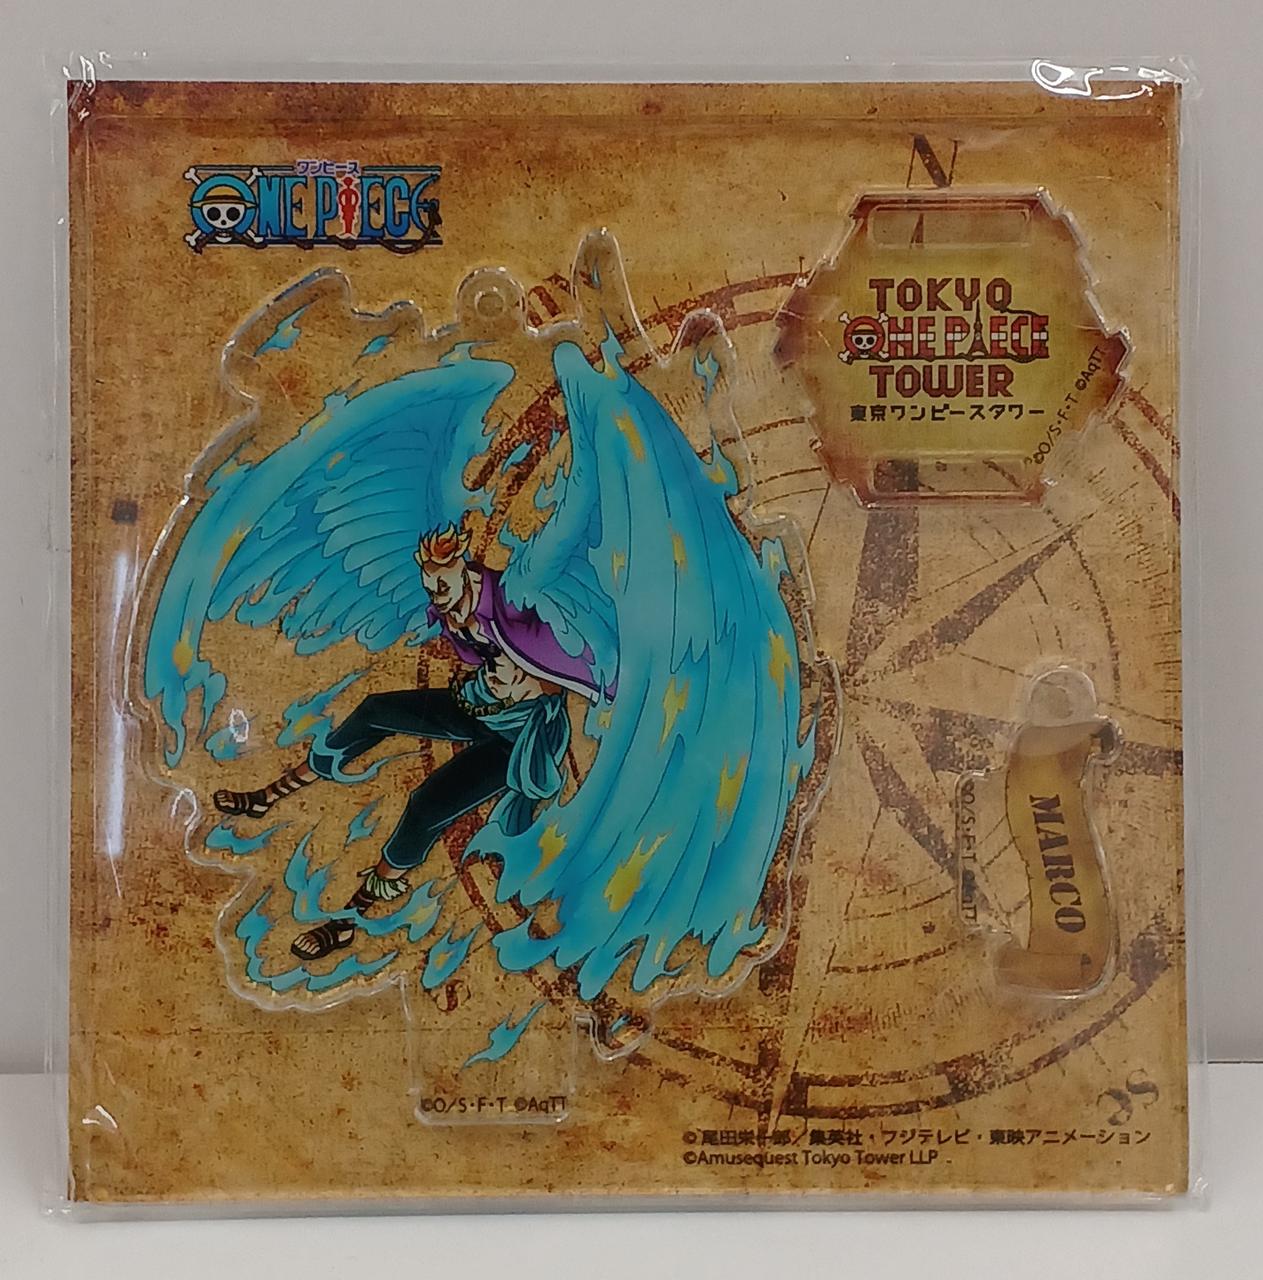 ワンピース
ONE PIECE
N
TOKYO
ONE PIECE
TOWER
東京ワンピースタワー
©O/S・F・T ©AqTT
MARCO
©O/S・F・T ©AqTT
©O/S・F・T ©AqTT
S
SE
©尾田栄一郎／集英社・フジテレビ・東映アニメーション
©Amusequest Tokyo Tower LLP